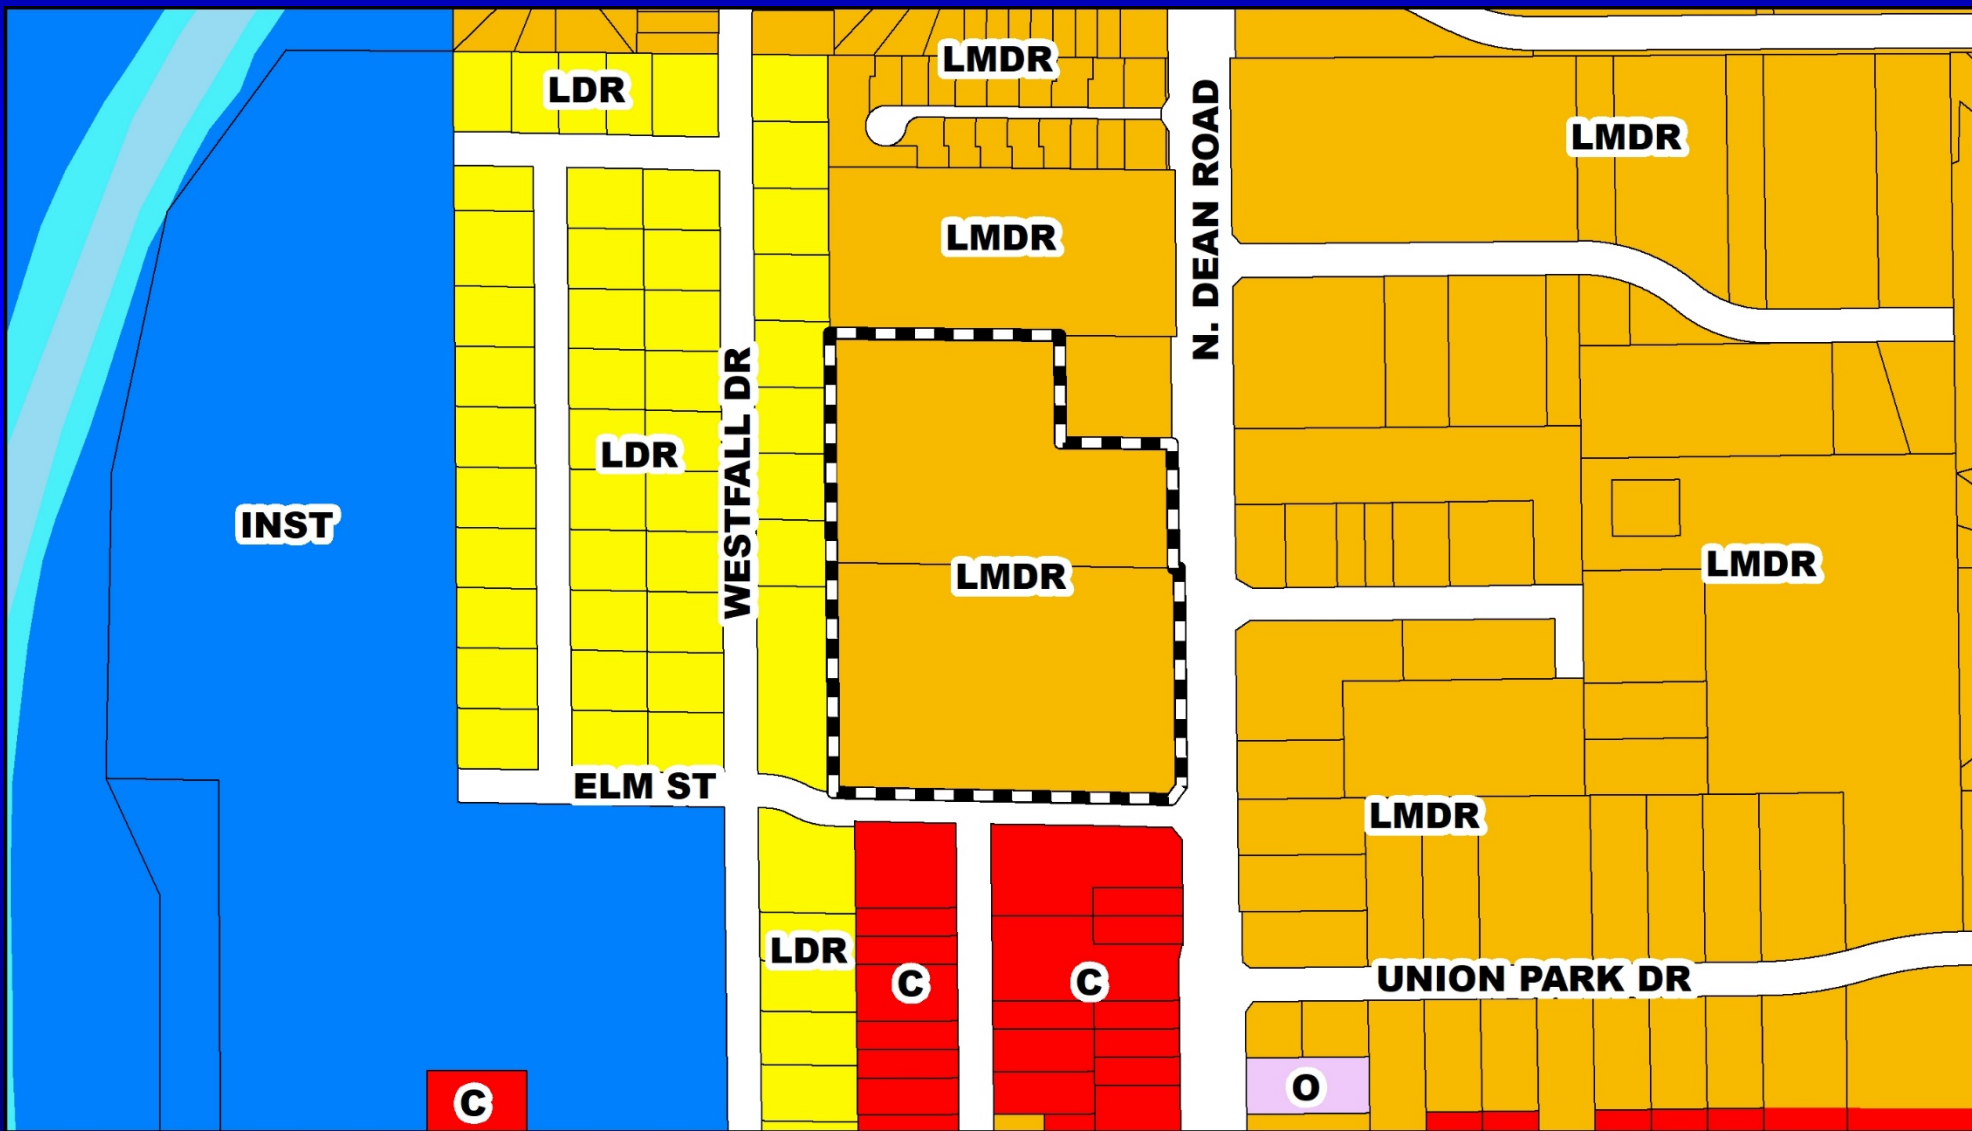 LMDR
LDR
N. DEAN ROAD
LMDR
LMDR
WESTFALL DR
LDR
INST
LMDR
LMDR
ELM ST
LMDR
LDR
C
C
UNION PARK DR
C
O